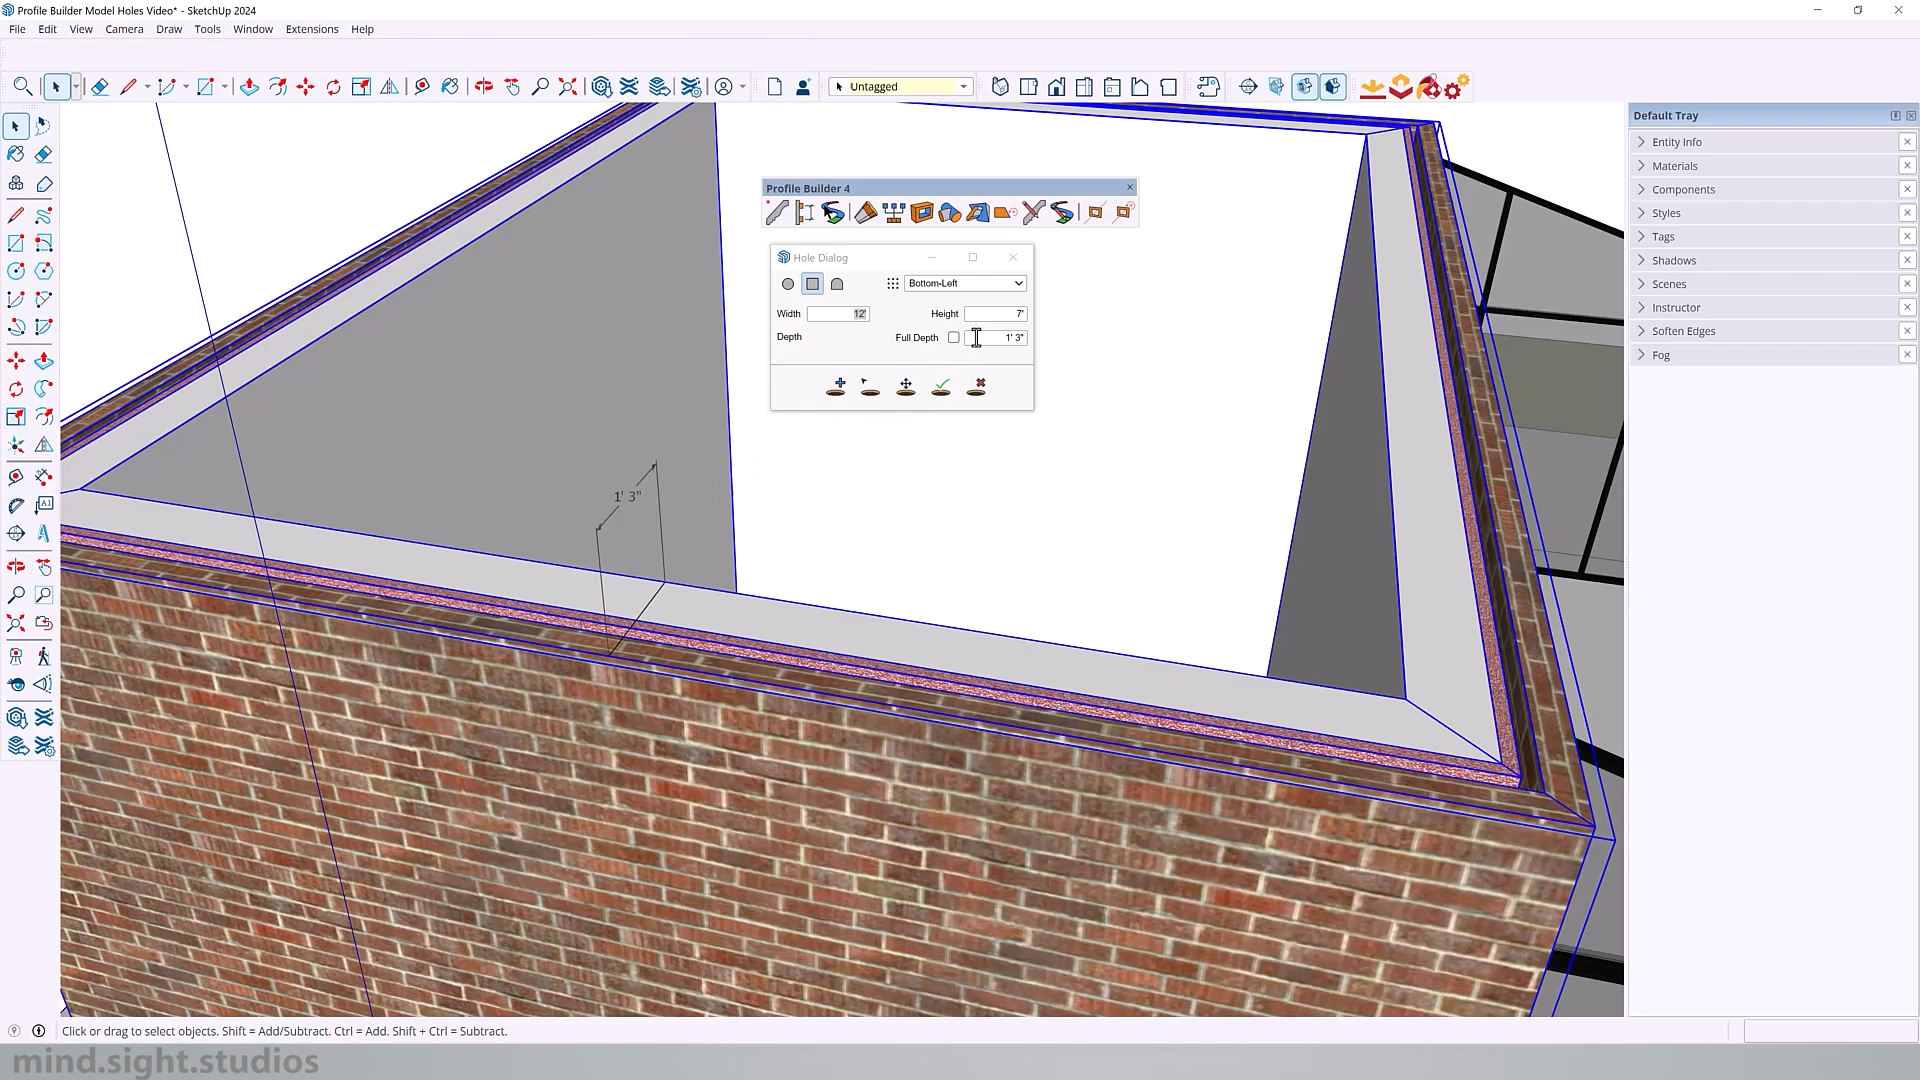 Profile Builder Model Holes Video* - SketchUp 2024
File Edit View Camera Draw Tools Window Extensions Help
Untagged
Default Tray
Entity Info
Materials
Components
Styles
Tags
Shadows
Scenes
Instructor
Soften Edges
Fog
Profile Builder 4
Hole Dialog
Bottom-Left
Width 12' Height 7'
Depth Full Depth 1' 3"
1' 3"
A1
Click or drag to select objects. Shift = Add/Subtract. Ctrl = Add. Shift + Ctrl = Subtract.
mind.sight.studios